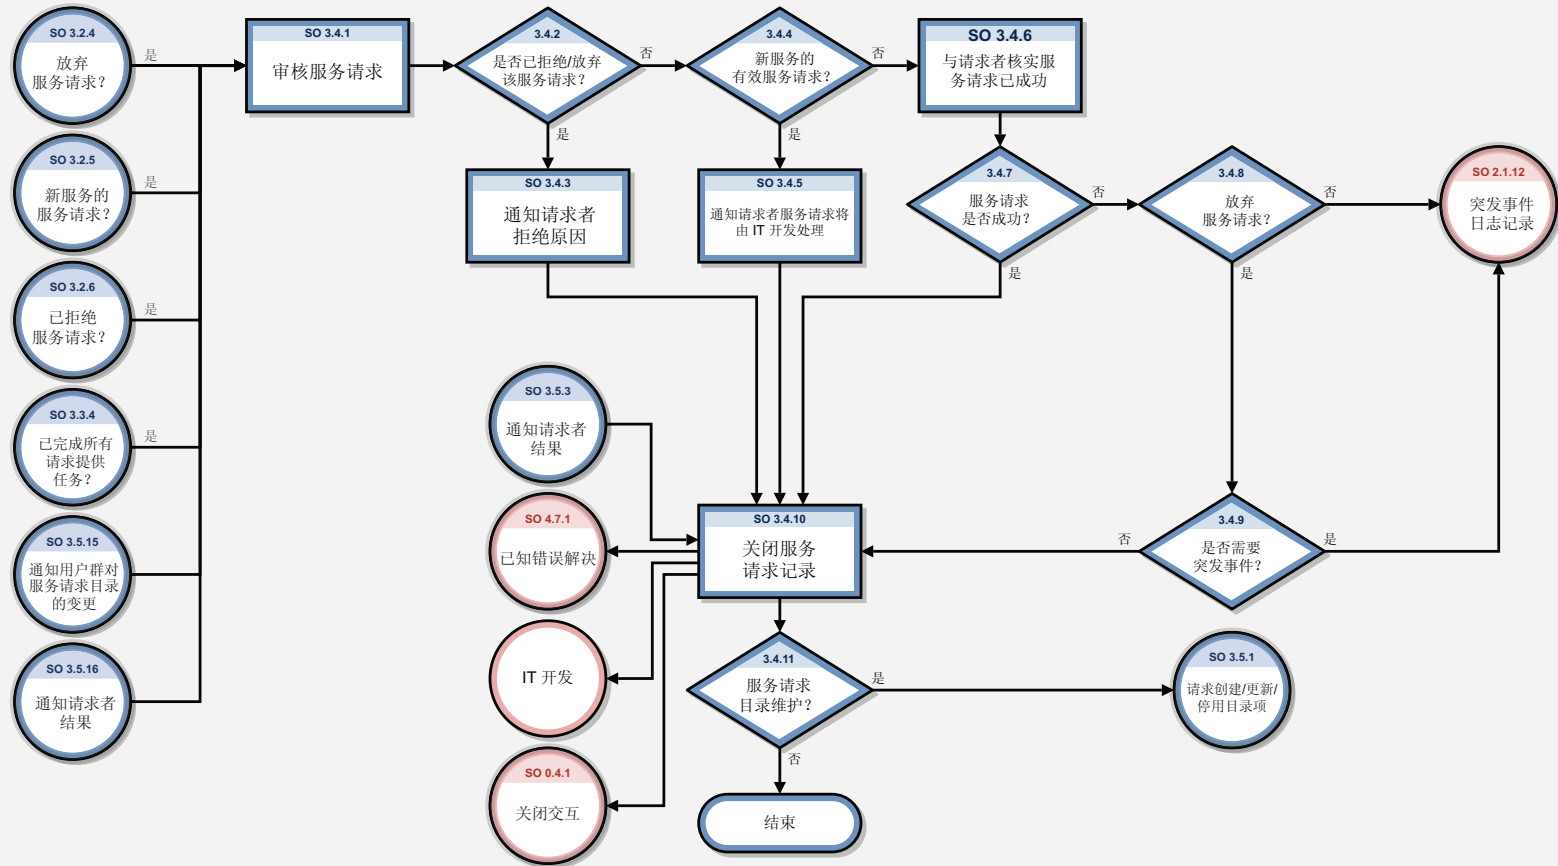 SO 3.2.4
放弃
服务请求？
是
SO 3.4.1
审核服务请求
3.4.2
是否已拒绝/放弃
该服务请求？
否
是
3.4.4
新服务的
有效服务请求？
否
是
SO 3.4.6
与请求者核实服
务请求已成功
SO 3.2.5
新服务的
服务请求？
是
SO 3.4.3
通知请求者
拒绝原因
SO 3.4.5
通知请求者服务请求将
由 IT 开发处理
3.4.7
服务请求
是否成功？
否
是
3.4.8
放弃
服务请求？
否
是
SO 2.1.12
突发事件
日志记录
SO 3.2.6
已拒绝
服务请求？
是
SO 3.3.4
已完成所有
请求提供
任务？
是
SO 3.5.3
通知请求者
结果
SO 3.5.15
通知用户群对
服务请求目录
的变更
SO 4.7.1
已知错误解决
SO 3.4.10
关闭服务
请求记录
3.4.9
是否需要
突发事件？
否
是
SO 3.5.16
通知请求者
结果
IT 开发
3.4.11
服务请求
目录维护？
是
否
SO 3.5.1
请求创建/更新/
停用目录项
SO 0.4.1
关闭交互
结束